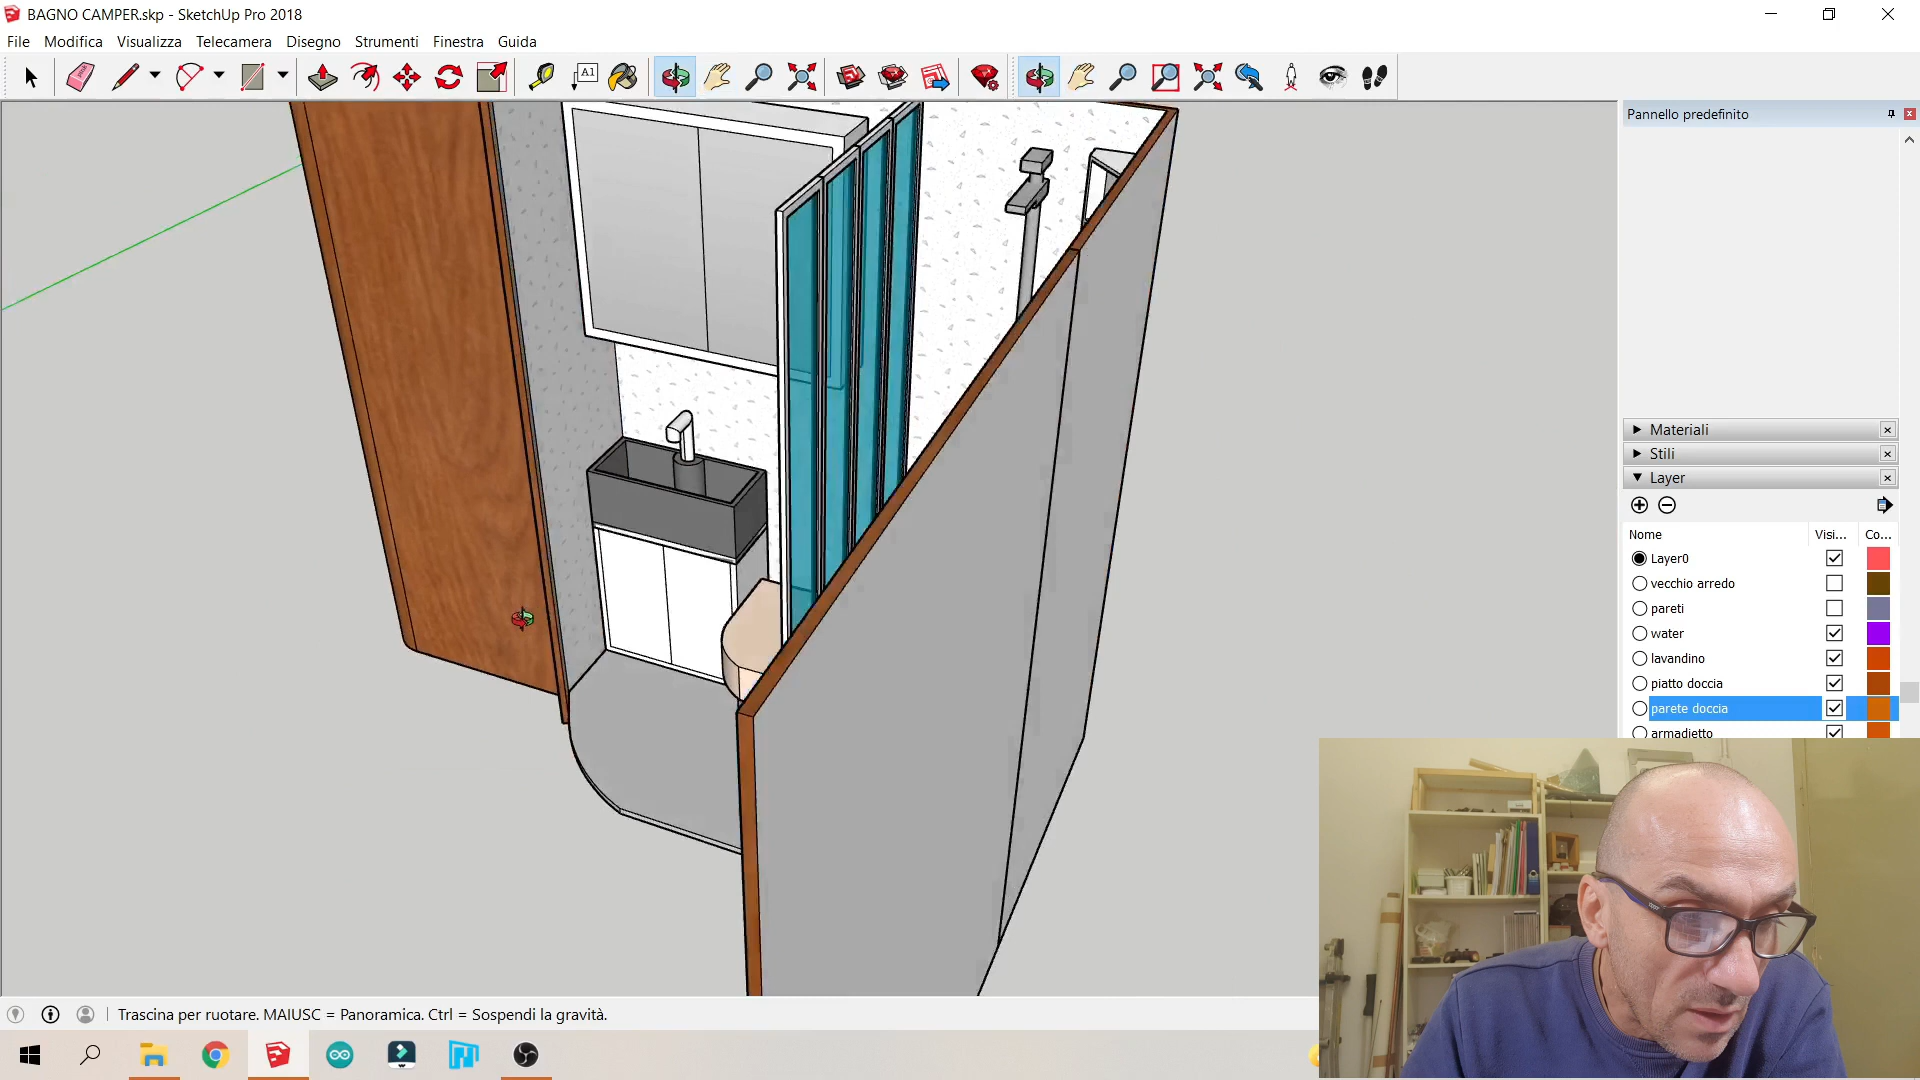 BAGNO CAMPER.skp - SketchUp Pro 2018
File Modifica Visualizza Telecamera Disegno Strumenti Finestra Guida
A1
Pannello predefinito
Materiali
Stili
Layer
Nome Visi... Co...
Layer0
vecchio arredo
pareti
water
lavandino
piatto doccia
parete doccia
armadietto
Trascina per ruotare. MAIUSC = Panoramica. Ctrl = Sospendi la gravità.